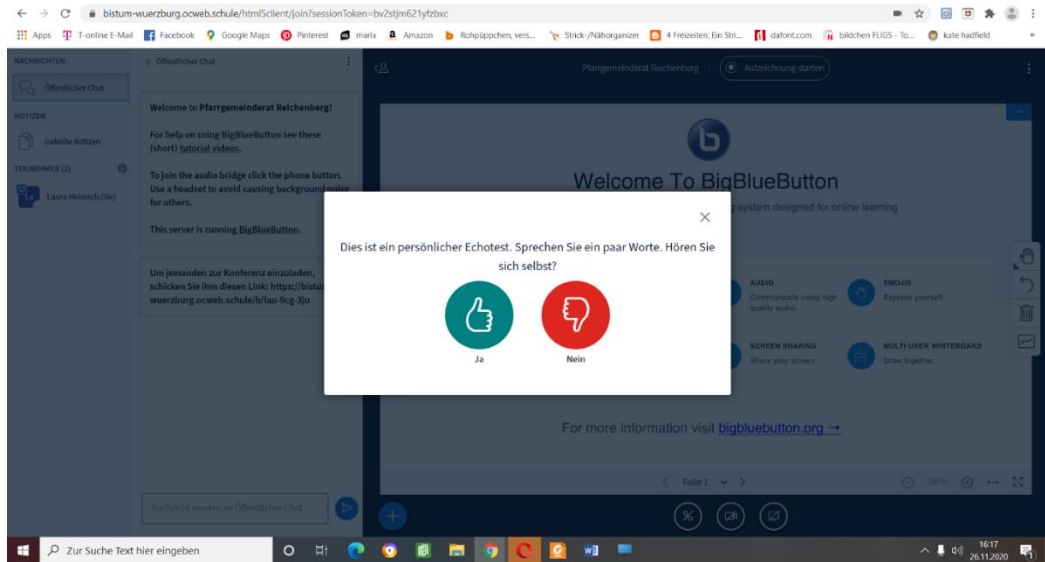 bistum-wuerzburg.ocweb.schule/html5client/join?sessionToken=bv2stjm621yfzbxc
Apps T-online E-Mail Facebook Google Maps Pinterest marla Amazon Rohpüppchen, vers... Strick-/Nähorganizer 4 Freizeiten: Ein Stri... dafont.com bildchen FLIGS - To... kate hadfield »
NACHRICHTEN
Öffentlicher Chat
NOTIZEN
Geteilte Notizen
TEILNEHMER (1)
La Laura Heinrich (Sie)
Öffentlicher Chat
Welcome to Pfarrgemeinderat Reichenberg!
For help on using BigBlueButton see these
(short) tutorial videos.
To join the audio bridge click the phone button.
Use a headset to avoid causing background noise
for others.
This server is running BigBlueButton.
Um jemanden zur Konferenz einzuladen,
schicken Sie ihm diesen Link: https://bistu
wuerzburg.ocweb.schule/b/lau-9cg-3ju
Nachricht senden an Öffentlicher Chat
Pfarrgemeinderat Reichenberg
Aufzeichnung starten
Welcome To BigBlueButton
system designed for online learning
AUDIO
Communicate using high
quality audio.
EMOJIS
Express yourself.
SCREEN SHARING
Share your screen.
MULTI-USER WHITEBOARD
Draw together.
For more information visit bigbluebutton.org →
Folie 1
Dies ist ein persönlicher Echotest. Sprechen Sie ein paar Worte. Hören Sie
sich selbst?
Ja
Nein
Zur Suche Text hier eingeben
16:17
26.11.2020